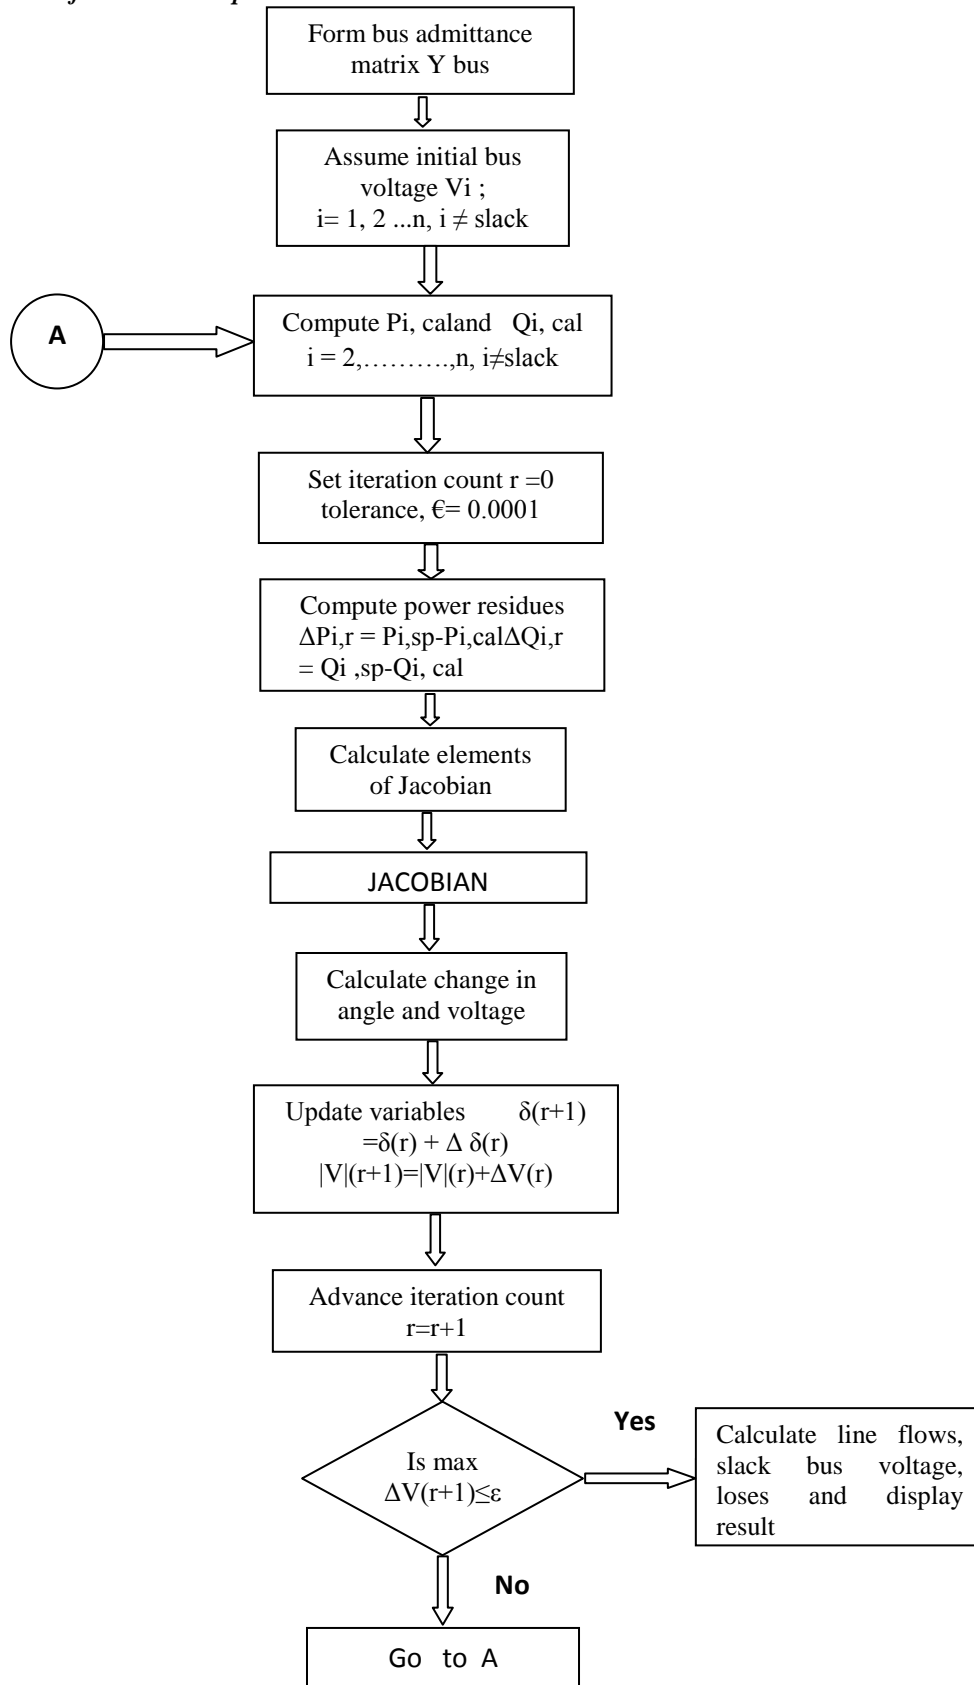 Form bus admittance
matrix Y bus
Assume initial bus
voltage Vi ;
i= 1, 2 ...n, i ≠ slack
A
Compute Pi, caland Qi, cal
i = 2,……….,n, i≠slack
Set iteration count r =0
tolerance, €= 0.0001
Compute power residues
ΔPi,r = Pi,sp-Pi,calΔQi,r
= Qi ,sp-Qi, cal
Calculate elements
of Jacobian
JACOBIAN
Calculate change in
angle and voltage
Update variables δ(r+1)
=δ(r) + Δ δ(r)
|V|(r+1)=|V|(r)+ΔV(r)
Advance iteration count
r=r+1
Is max
ΔV(r+1)≤ε
Yes
Calculate line flows,
slack bus voltage,
loses and display
result
No
Go to A